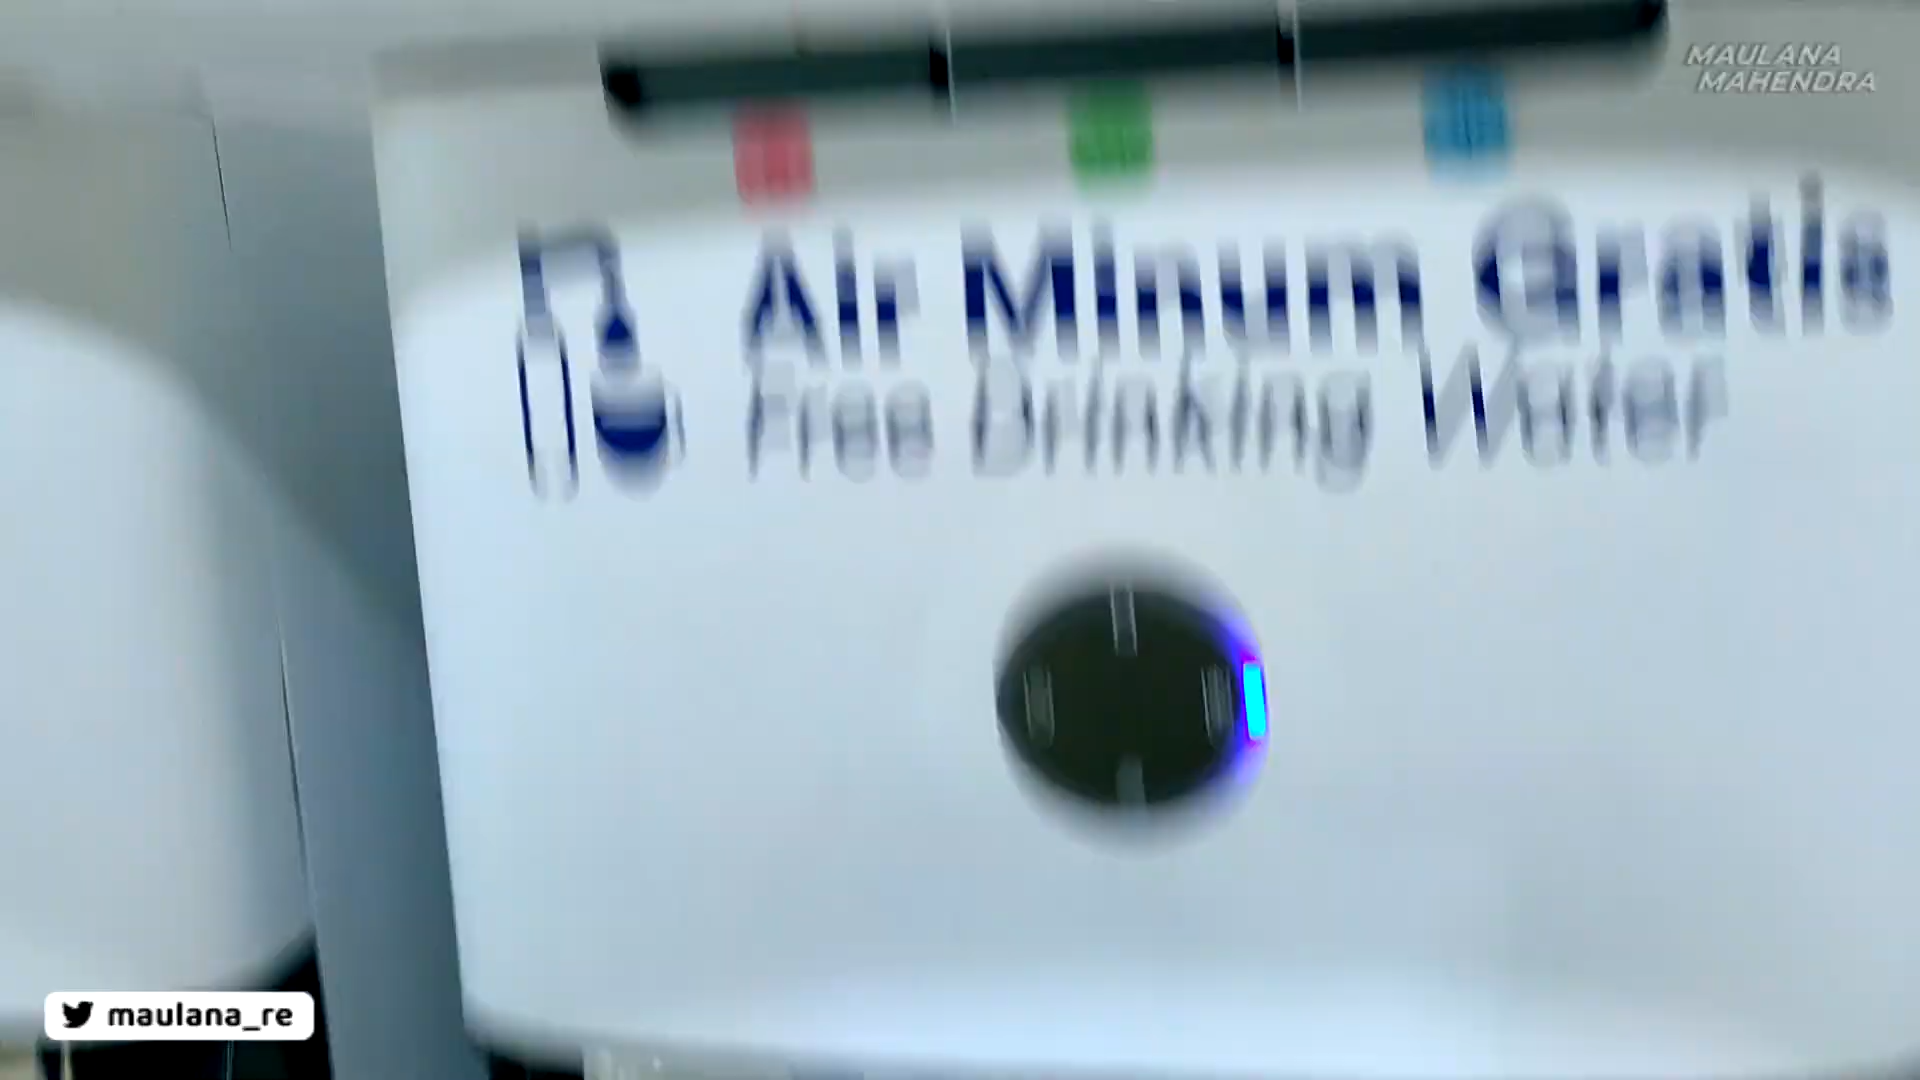 MAULANA
MAHENDRA
Air Minum Gratis
Free Drinking Water
maulana_re